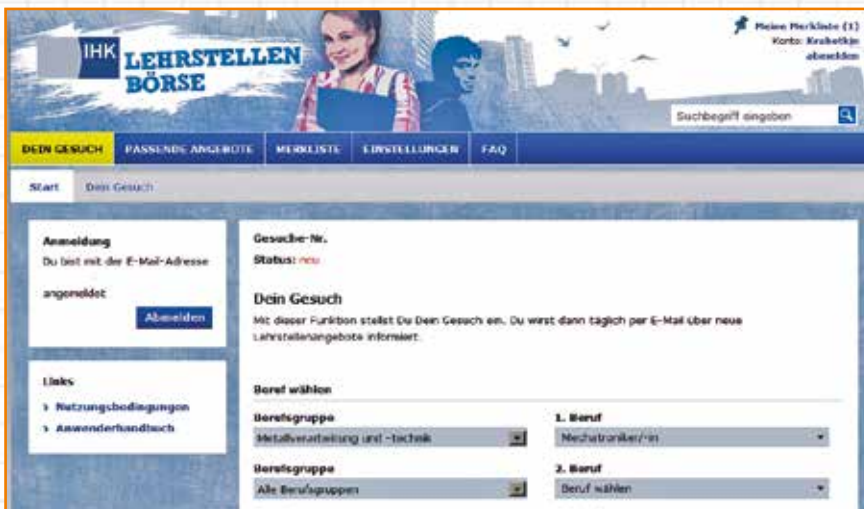 IHK
LEHRSTELLEN
BÖRSE
Meine Merkliste (1)
Konto: Krabetkin
abmelden
Suchbegriff eingeben
DEIN GESUCH PASSENDE ANGEBOTE MERKLISTE EINSTELLUNGEN FAQ
Start Dein Gesuch
Anmeldung
Du bist mit der E-Mail-Adresse
angemeldet
Abmelden
Links
Nutzungsbedingungen
Anwenderhandbuch
Gesuche-Nr.
Status: neu
Dein Gesuch
Mit dieser Funktion stellst Du Dein Gesuch ein. Du wirst dann täglich per E-Mail über neue
Lehrstellenangebote informiert.
Beruf wählen
Berufsgruppe 1. Beruf
Metallverarbeitung und -technik Mechatroniker/-in
Berufsgruppe 2. Beruf
Alle Berufsgruppen Beruf wählen